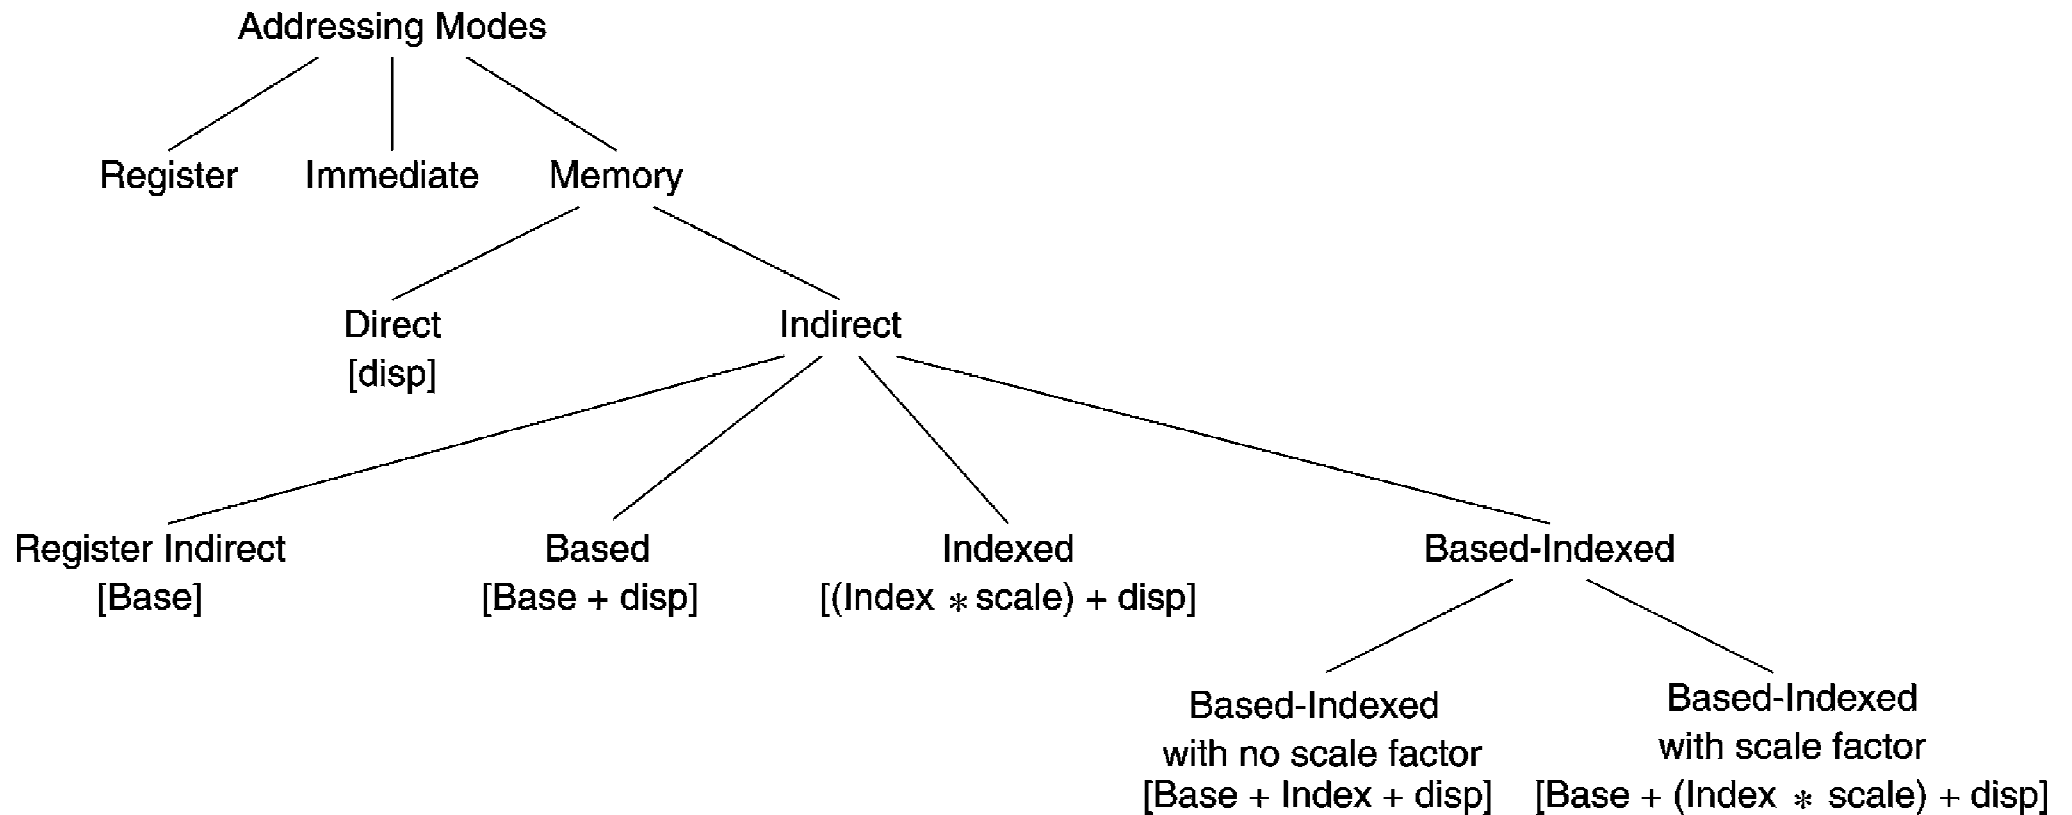 Addressing Modes
Register
Immediate
Memory
Direct
[disp]
Indirect
Register Indirect
[Base]
Based
[Base + disp]
Indexed
[(Index * scale) + disp]
Based-Indexed
Based-Indexed
with no scale factor
[Base + Index + disp]
Based-Indexed
with scale factor
[Base + (Index * scale) + disp]